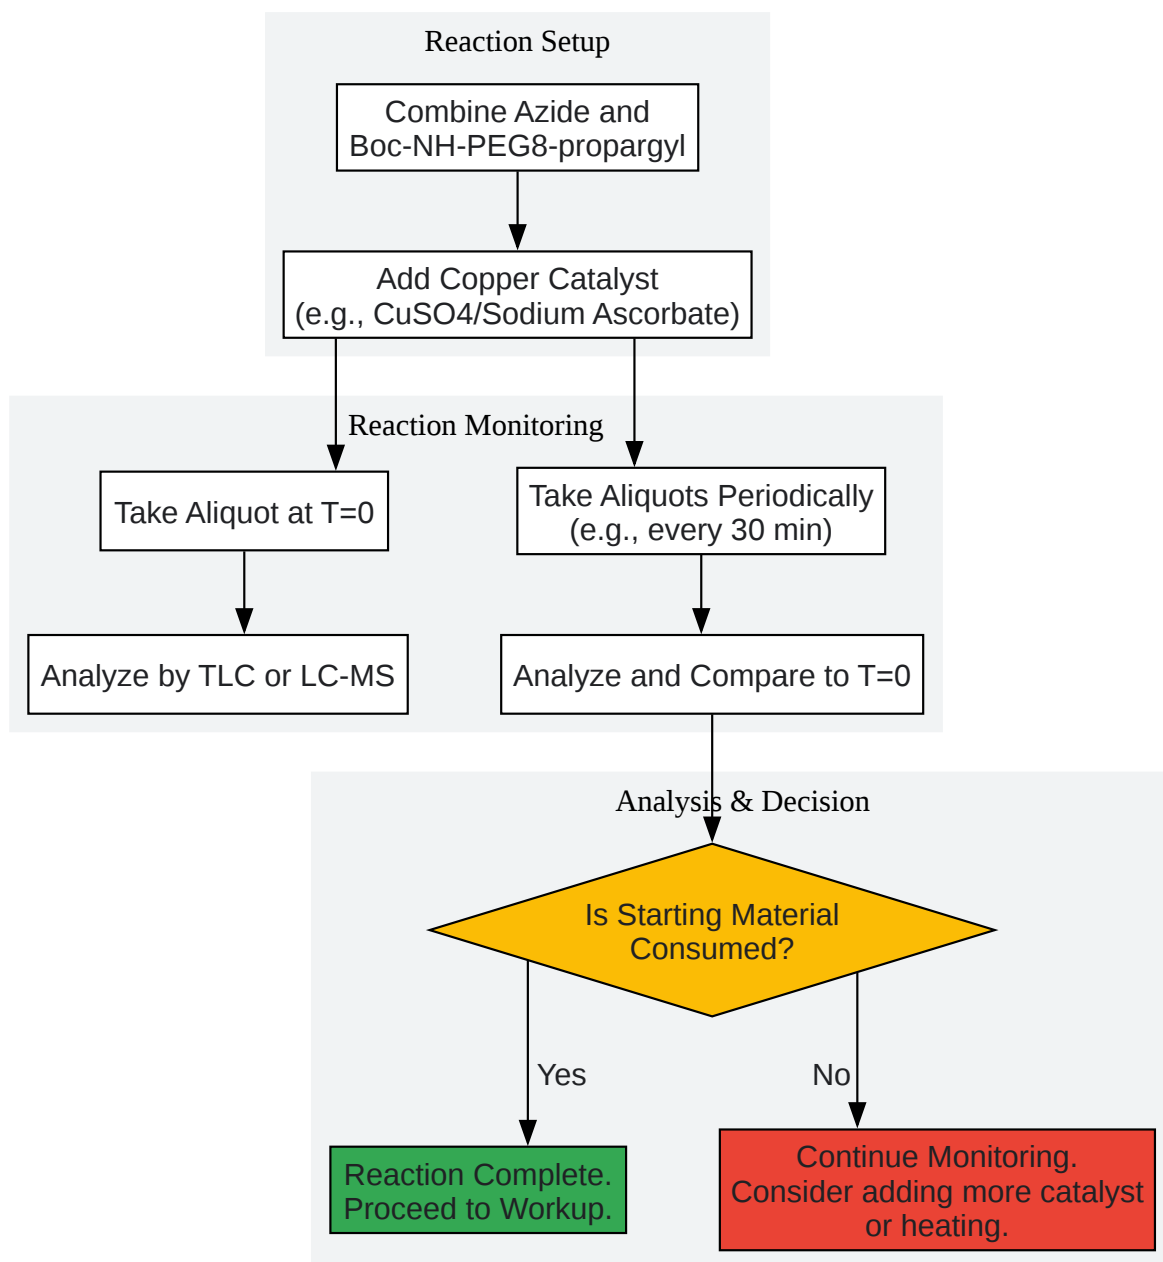 Reaction Setup
Combine Azide and
Boc-NH-PEG8-propargyl
Add Copper Catalyst
(e.g., CuSO4/Sodium Ascorbate)
Reaction Monitoring
Take Aliquot at T=0
Take Aliquots Periodically
(e.g., every 30 min)
Analyze by TLC or LC-MS
Analyze and Compare to T=0
Analysis & Decision
Is Starting Material
Consumed?
Yes
No
Reaction Complete.
Proceed to Workup.
Continue Monitoring.
Consider adding more catalyst
or heating.